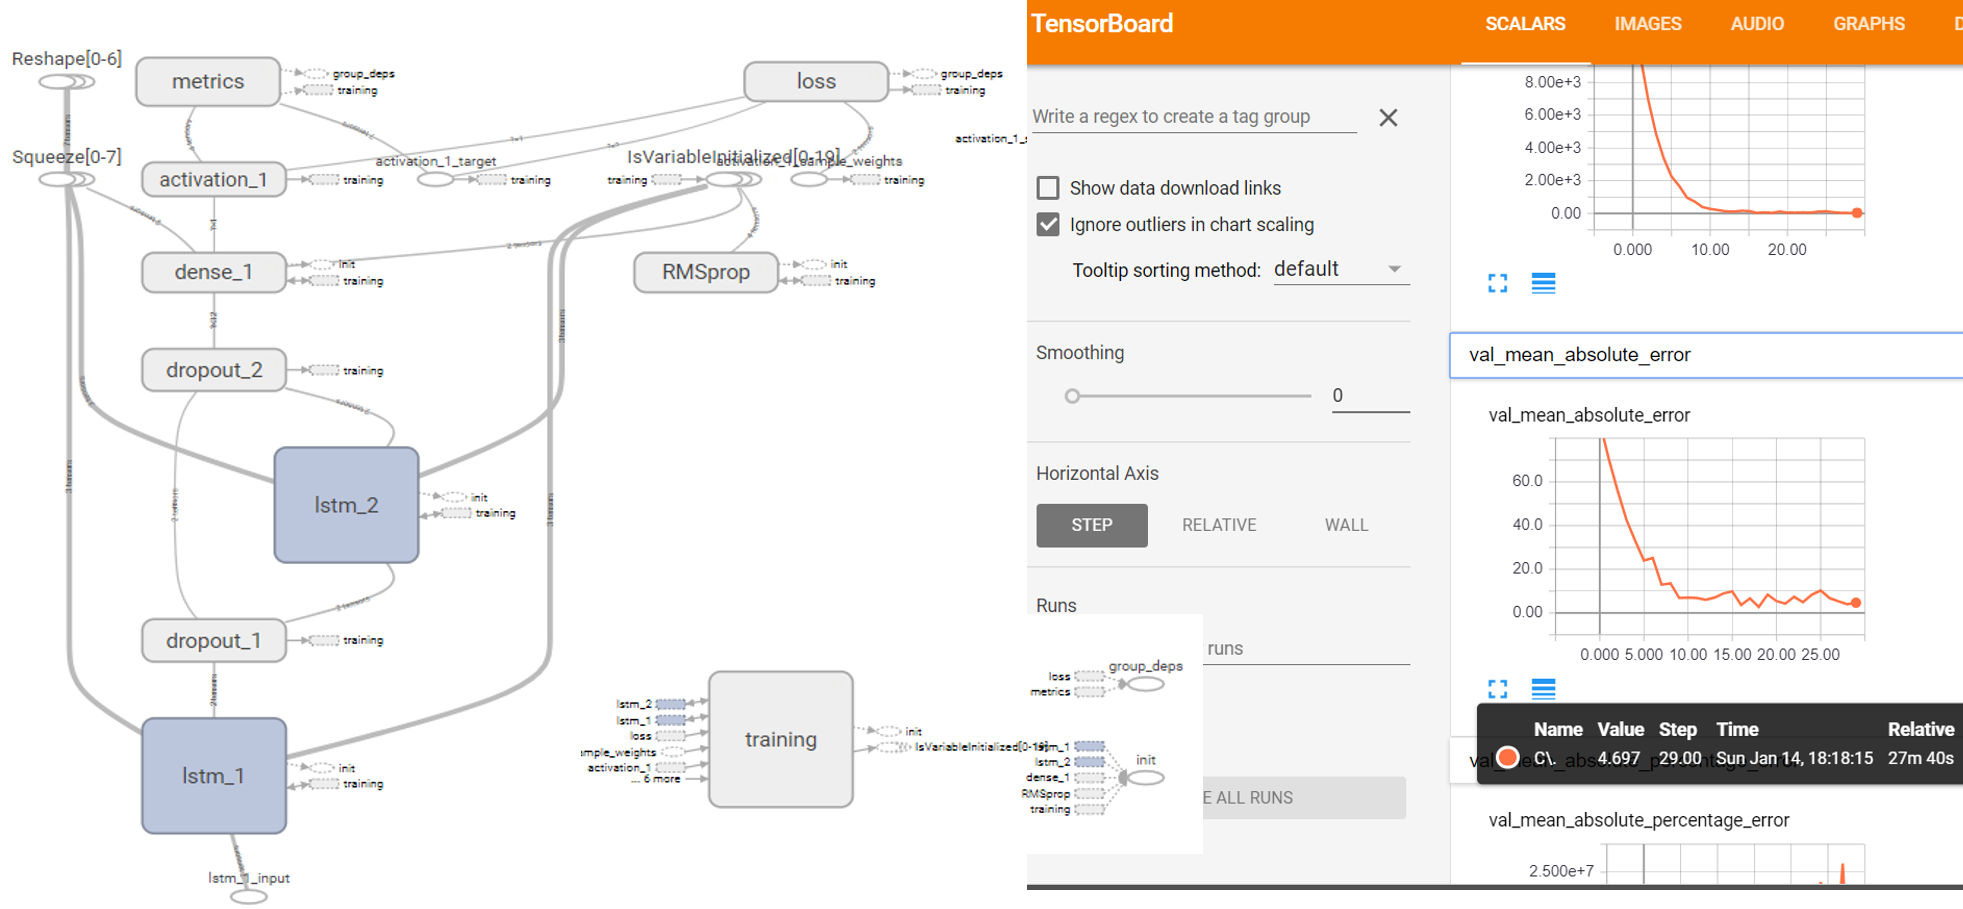 Reshape[0-6]
metrics
group_deps
training
loss
group_deps
training
Squeeze[0-7]
activation_1
training
activation_1_target
training
IsVariableInitialized[0-19]
training
activation_1_sample_weights
training
activation_1_s
1x1
1x?
2 tensors
dense_1
init
training
RMSprop
init
training
dropout_2
training
lstm_2
init
training
dropout_1
training
2 tensors
lstm_1
init
training
lstm_1_input
lstm_2
lstm_1
loss
ample_weights
activation_1
... 6 more
training
init
IsVariableInitialized[0-19]
TensorBoard
SCALARS
IMAGES
AUDIO
GRAPHS
D
Write a regex to create a tag group
Show data download links
Ignore outliers in chart scaling
Tooltip sorting method: default
Smoothing
0
Horizontal Axis
STEP
RELATIVE
WALL
Runs
runs
group_deps
loss
metrics
lstm_1
lstm_2
dense_1
RMSprop
training
init
E ALL RUNS
8.00e+3
6.00e+3
4.00e+3
2.00e+3
0.00
0.000 10.00 20.00
val_mean_absolute_error
val_mean_absolute_error
60.0
40.0
20.0
0.00
0.000 5.000 10.00 15.00 20.00 25.00
Name Value Step Time Relative
C\. 4.697 29.00 Sun Jan 14, 18:18:15 27m 40s
val_mean_absolute_percentage_error
val_mean_absolute_percentage_error
2.500e+7